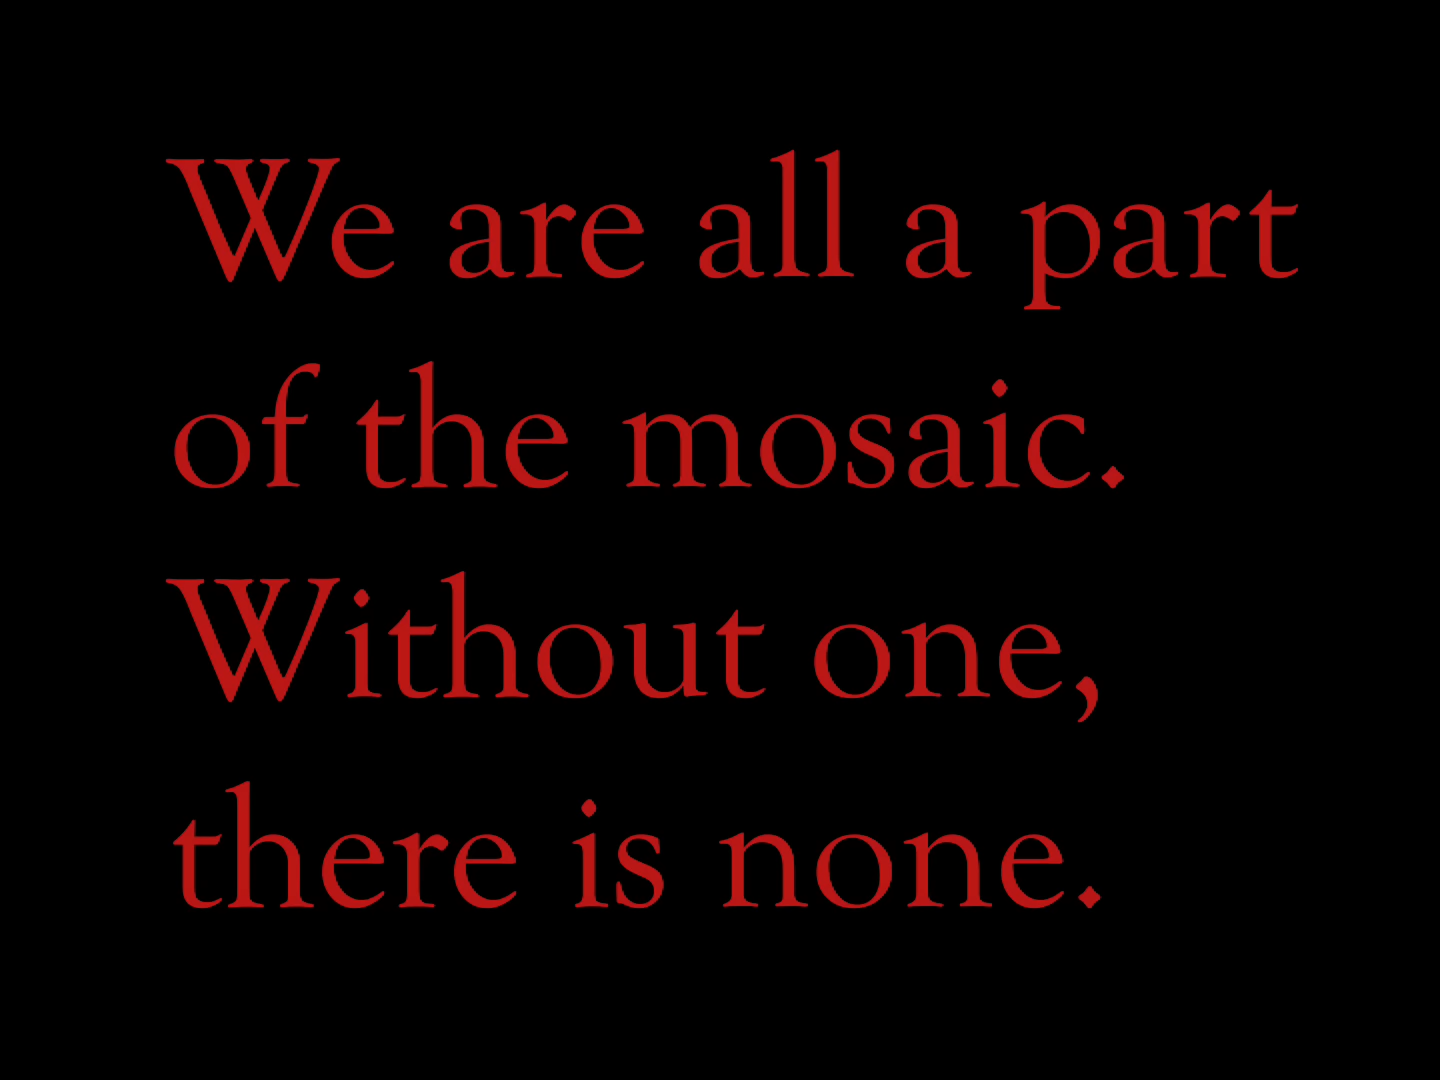 We are all a part
of the mosaic.
Without one,
there is none.